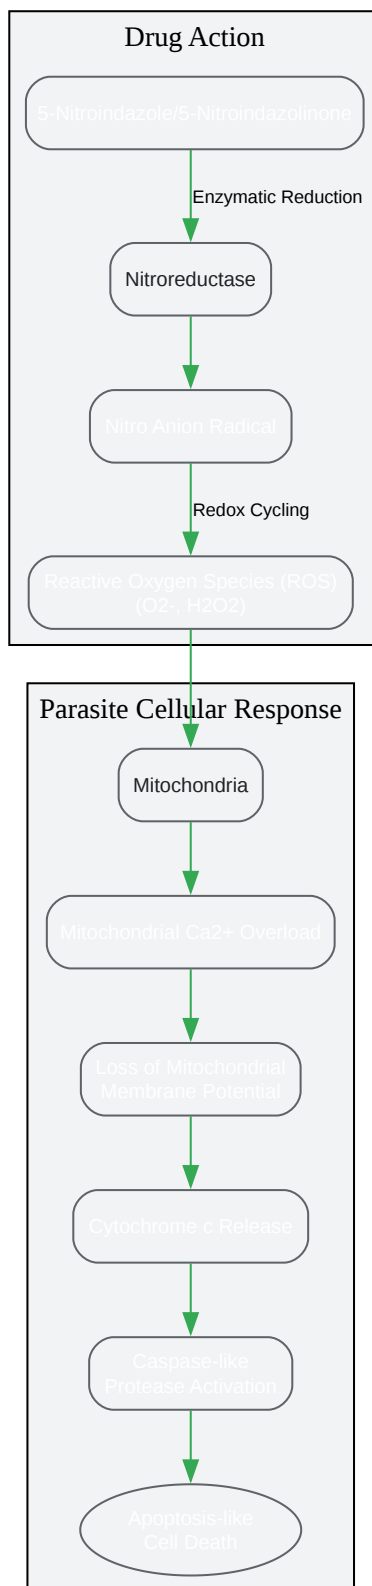 Drug Action
5-Nitroindazole/5-Nitroindazolinone
Enzymatic Reduction
Nitroreductase
Nitro Anion Radical
Redox Cycling
Reactive Oxygen Species (ROS)
(O2-, H2O2)
Parasite Cellular Response
Mitochondria
Mitochondrial Ca2+ Overload
Loss of Mitochondrial
Membrane Potential
Cytochrome c Release
Caspase-like
Protease Activation
Apoptosis-like
Cell Death